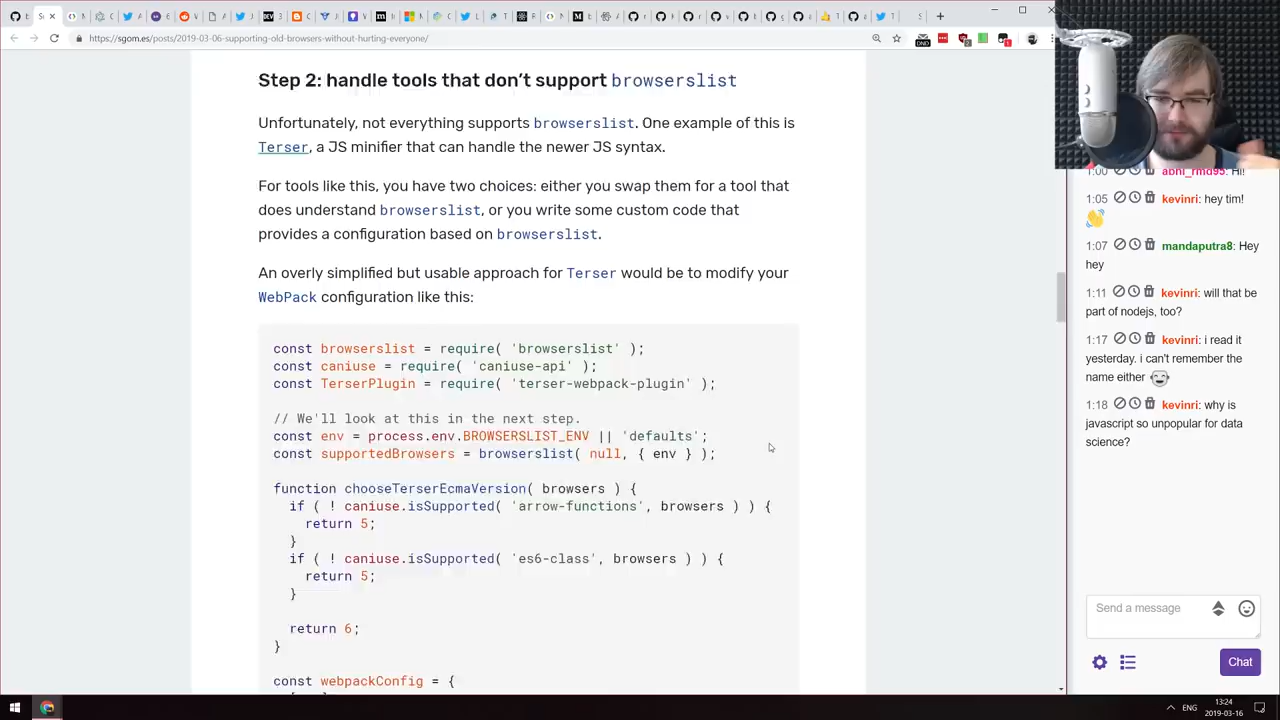 https://sgom.es/posts/2019-03-06-supporting-old-browsers-without-hurting-everyone/
Step 2: handle tools that don't support browserslist
Unfortunately, not everything supports browserslist. One example of this is
Terser, a JS minifier that can handle the newer JS syntax.
For tools like this, you have two choices: either you swap them for a tool that
does understand browserslist, or you write some custom code that
provides a configuration based on browserslist.
An overly simplified but usable approach for Terser would be to modify your
WebPack configuration like this:
const browserslist = require( 'browserslist' );
const caniuse = require( 'caniuse-api' );
const TerserPlugin = require( 'terser-webpack-plugin' );
// We'll look at this in the next step.
const env = process.env.BROWSERSLIST_ENV || 'defaults';
const supportedBrowsers = browserslist( null, { env } );
function chooseTerserEcmaVersion( browsers ) {
if ( ! caniuse.isSupported( 'arrow-functions', browsers ) ) {
return 5;
}
if ( ! caniuse.isSupported( 'es6-class', browsers ) ) {
return 5;
}
return 6;
}
const webpackConfig = {
1:00 abhi_rmd95: Hi!
1:05 kevinri: hey tim!
1:07 mandaputra8: Hey
hey
1:11 kevinri: will that be
part of nodejs, too?
1:17 kevinri: i read it
yesterday. i can't remember the
name either
1:18 kevinri: why is
javascript so unpopular for data
science?
Send a message
Chat
ENG
13:24
2019-03-16